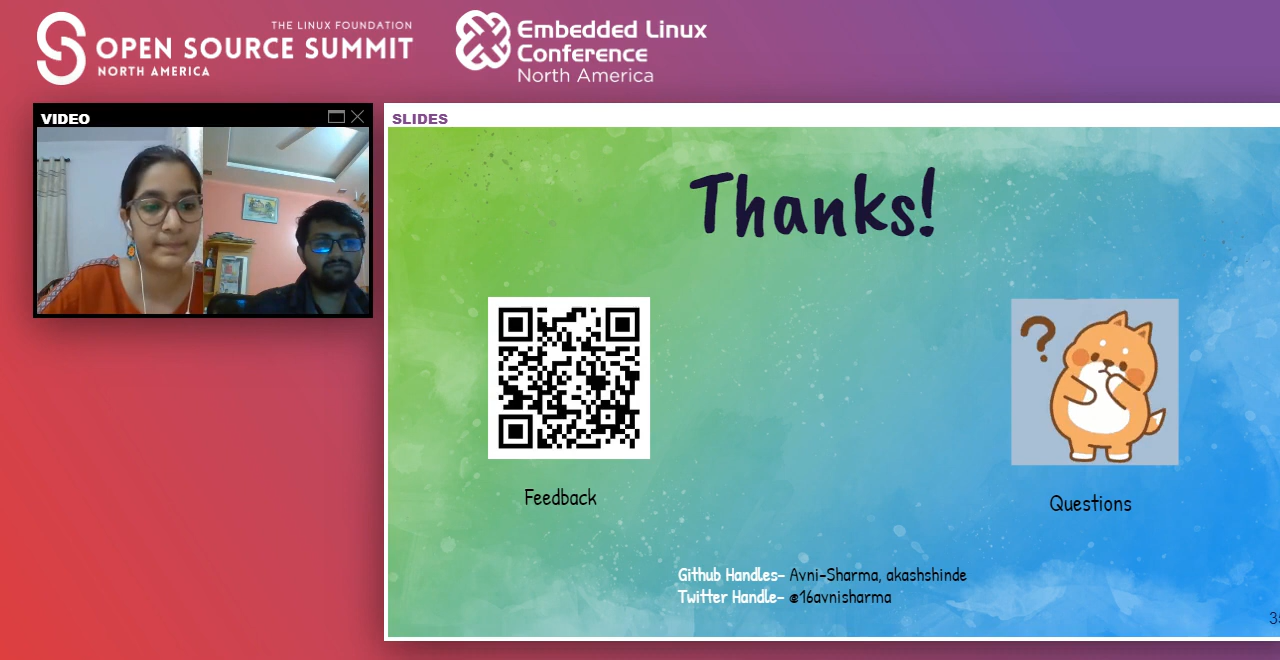 THE LINUX FOUNDATION
OPEN SOURCE SUMMIT
NORTH AMERICA
Embedded Linux
Conference
North America
VIDEO
SLIDES
Thanks!
?
Feedback
Questions
Github Handles- Avni-Sharma, akashshinde
Twitter Handle- @16avnisharma